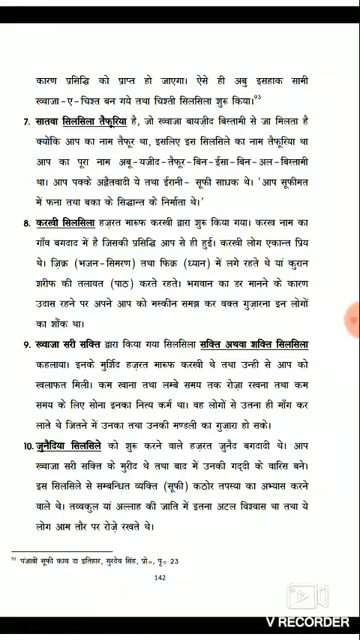 कारण प्रसिद्धि को प्राप्त हो जाएगा। ऐसे ही अबु इसहाक सामी
ख्वाजा-ए-चिश्त बन गये तथा चिश्ती सिलसिला शुरू किया।⁹³
7. सातवा सिलसिला तैफूरिया है, जो ख्वाजा बायज़ीद बिस्तामी से जा मिलता है
क्योकि आप का नाम तैफूर था, इसलिए इस सिलसिले का नाम तैफूरिया था
आप का पूरा नाम अबू-यजीद-तैफूर-बिन-ईसा-बिन-अल-बिस्तामी
था। आप पक्के अद्वैतवादी ये तथा ईरानी- सूफी साधक थे। 'आप सूफीमत
में फना तथा बका के सिद्धान्त के निर्माता थे।'
8. करखी सिलसिला हज़रत मारूफ करखी द्वारा शुरू किया गया। करख नाम का
गाँव बगदाद में है जिसकी प्रसिद्धि आप से ही हुई। करखी लोग एकान्त प्रिय
थे। ज़िक्र (भजन-सिमरण) तथा फिक्र (ध्यान) में लगे रहते थे यां कुरान
शरीफ की तलावत (पाठ) करते रहते। भगवान का डर मानने के कारण
उदास रहने पर अपने आप को मस्कीन समझ कर वक्त गुज़ारना इन लोगों
का शौंक था।
9. ख्वाजा सरी सक्ति द्वारा किया गया सिलसिला सक्ति अथवा शक्ति सिलसिला
कहलाया। इनके मुर्शिद हज़रत मारूफ करखी थे तथा उन्ही से आप को
खलाफत मिली। कम खाना तथा लम्बे समय तक रोज़ा रखना तथा कम
समय के लिए सोना इनका नित्य कर्म था। वह लोगों से उतना ही माँग कर
लाते थे जितने में उनका तथा उनकी मण्डली का गुज़ारा हो सके।
10. जुनैदिया सिलसिले को शुरू करने वाले हज़रत जुनैद बगदादी थे। आप
ख्वाजा सरी सक्ति के मुरीद थे तथा बाद में उनकी गद्दी के वारिस बने।
इस सिलसिले से सम्बन्धित व्यक्ति (सूफी) कठोर तपस्या का अभ्यास करने
वाले थे। तव्वकुल यां अल्लाह की जाति में इतना अटल विश्वास था तथा ये
लोग आम तौर पर रोज़े रखते थे।
⁹³ पंजाबी सूफी काव दा इतिहार, गुरदेव सिंह, प्रो०, पृ० 23
142
V RECORDER